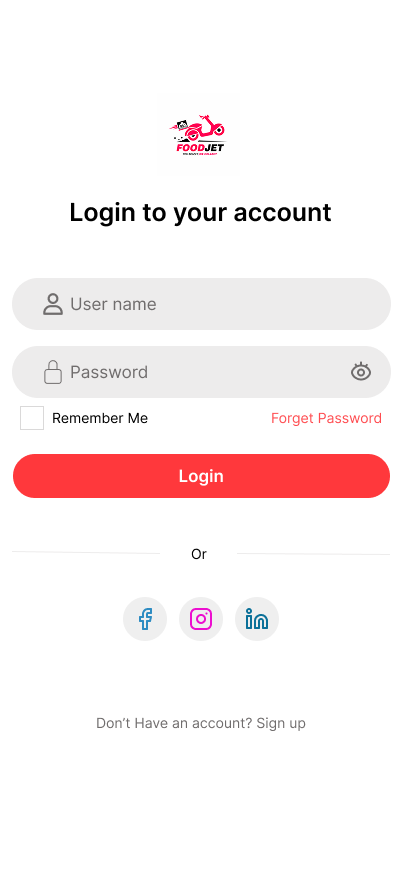 FOODJET
Login to your account
User name
Password
Remember Me
Forget Password
Login
Or
Don’t Have an account? Sign up